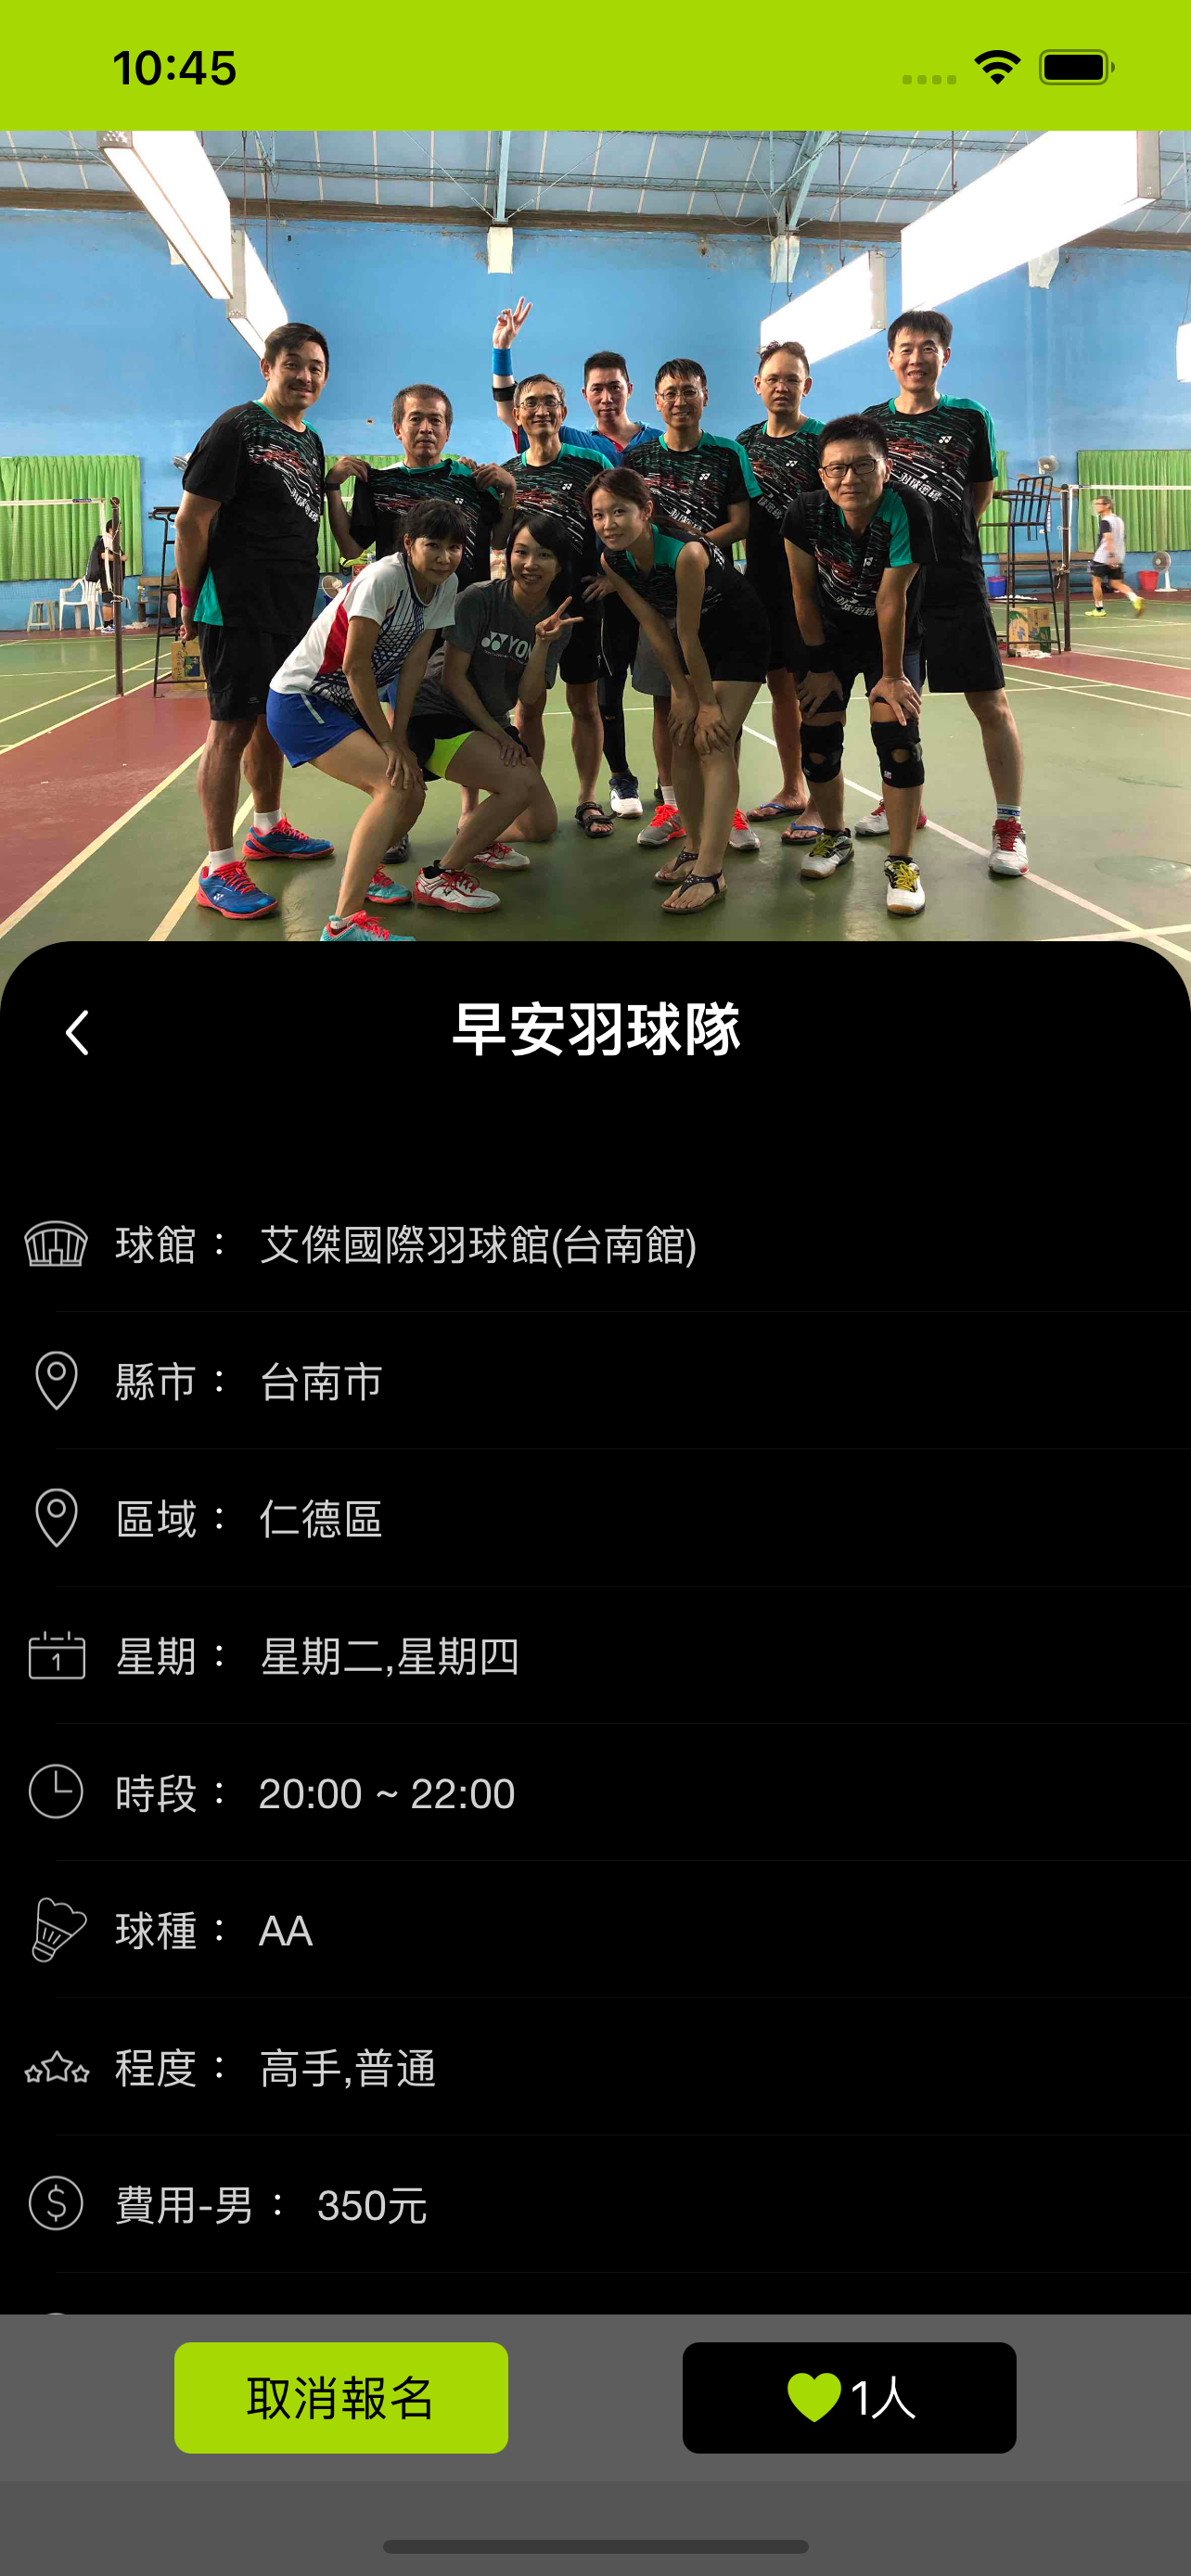 10:45
YON
早安羽球隊
球館： 艾傑國際羽球館(台南館)
縣市： 台南市
區域： 仁德區
星期： 星期二,星期四
時段： 20:00 ~ 22:00
球種： AA
程度： 高手,普通
費用-男： 350元
取消報名
1人